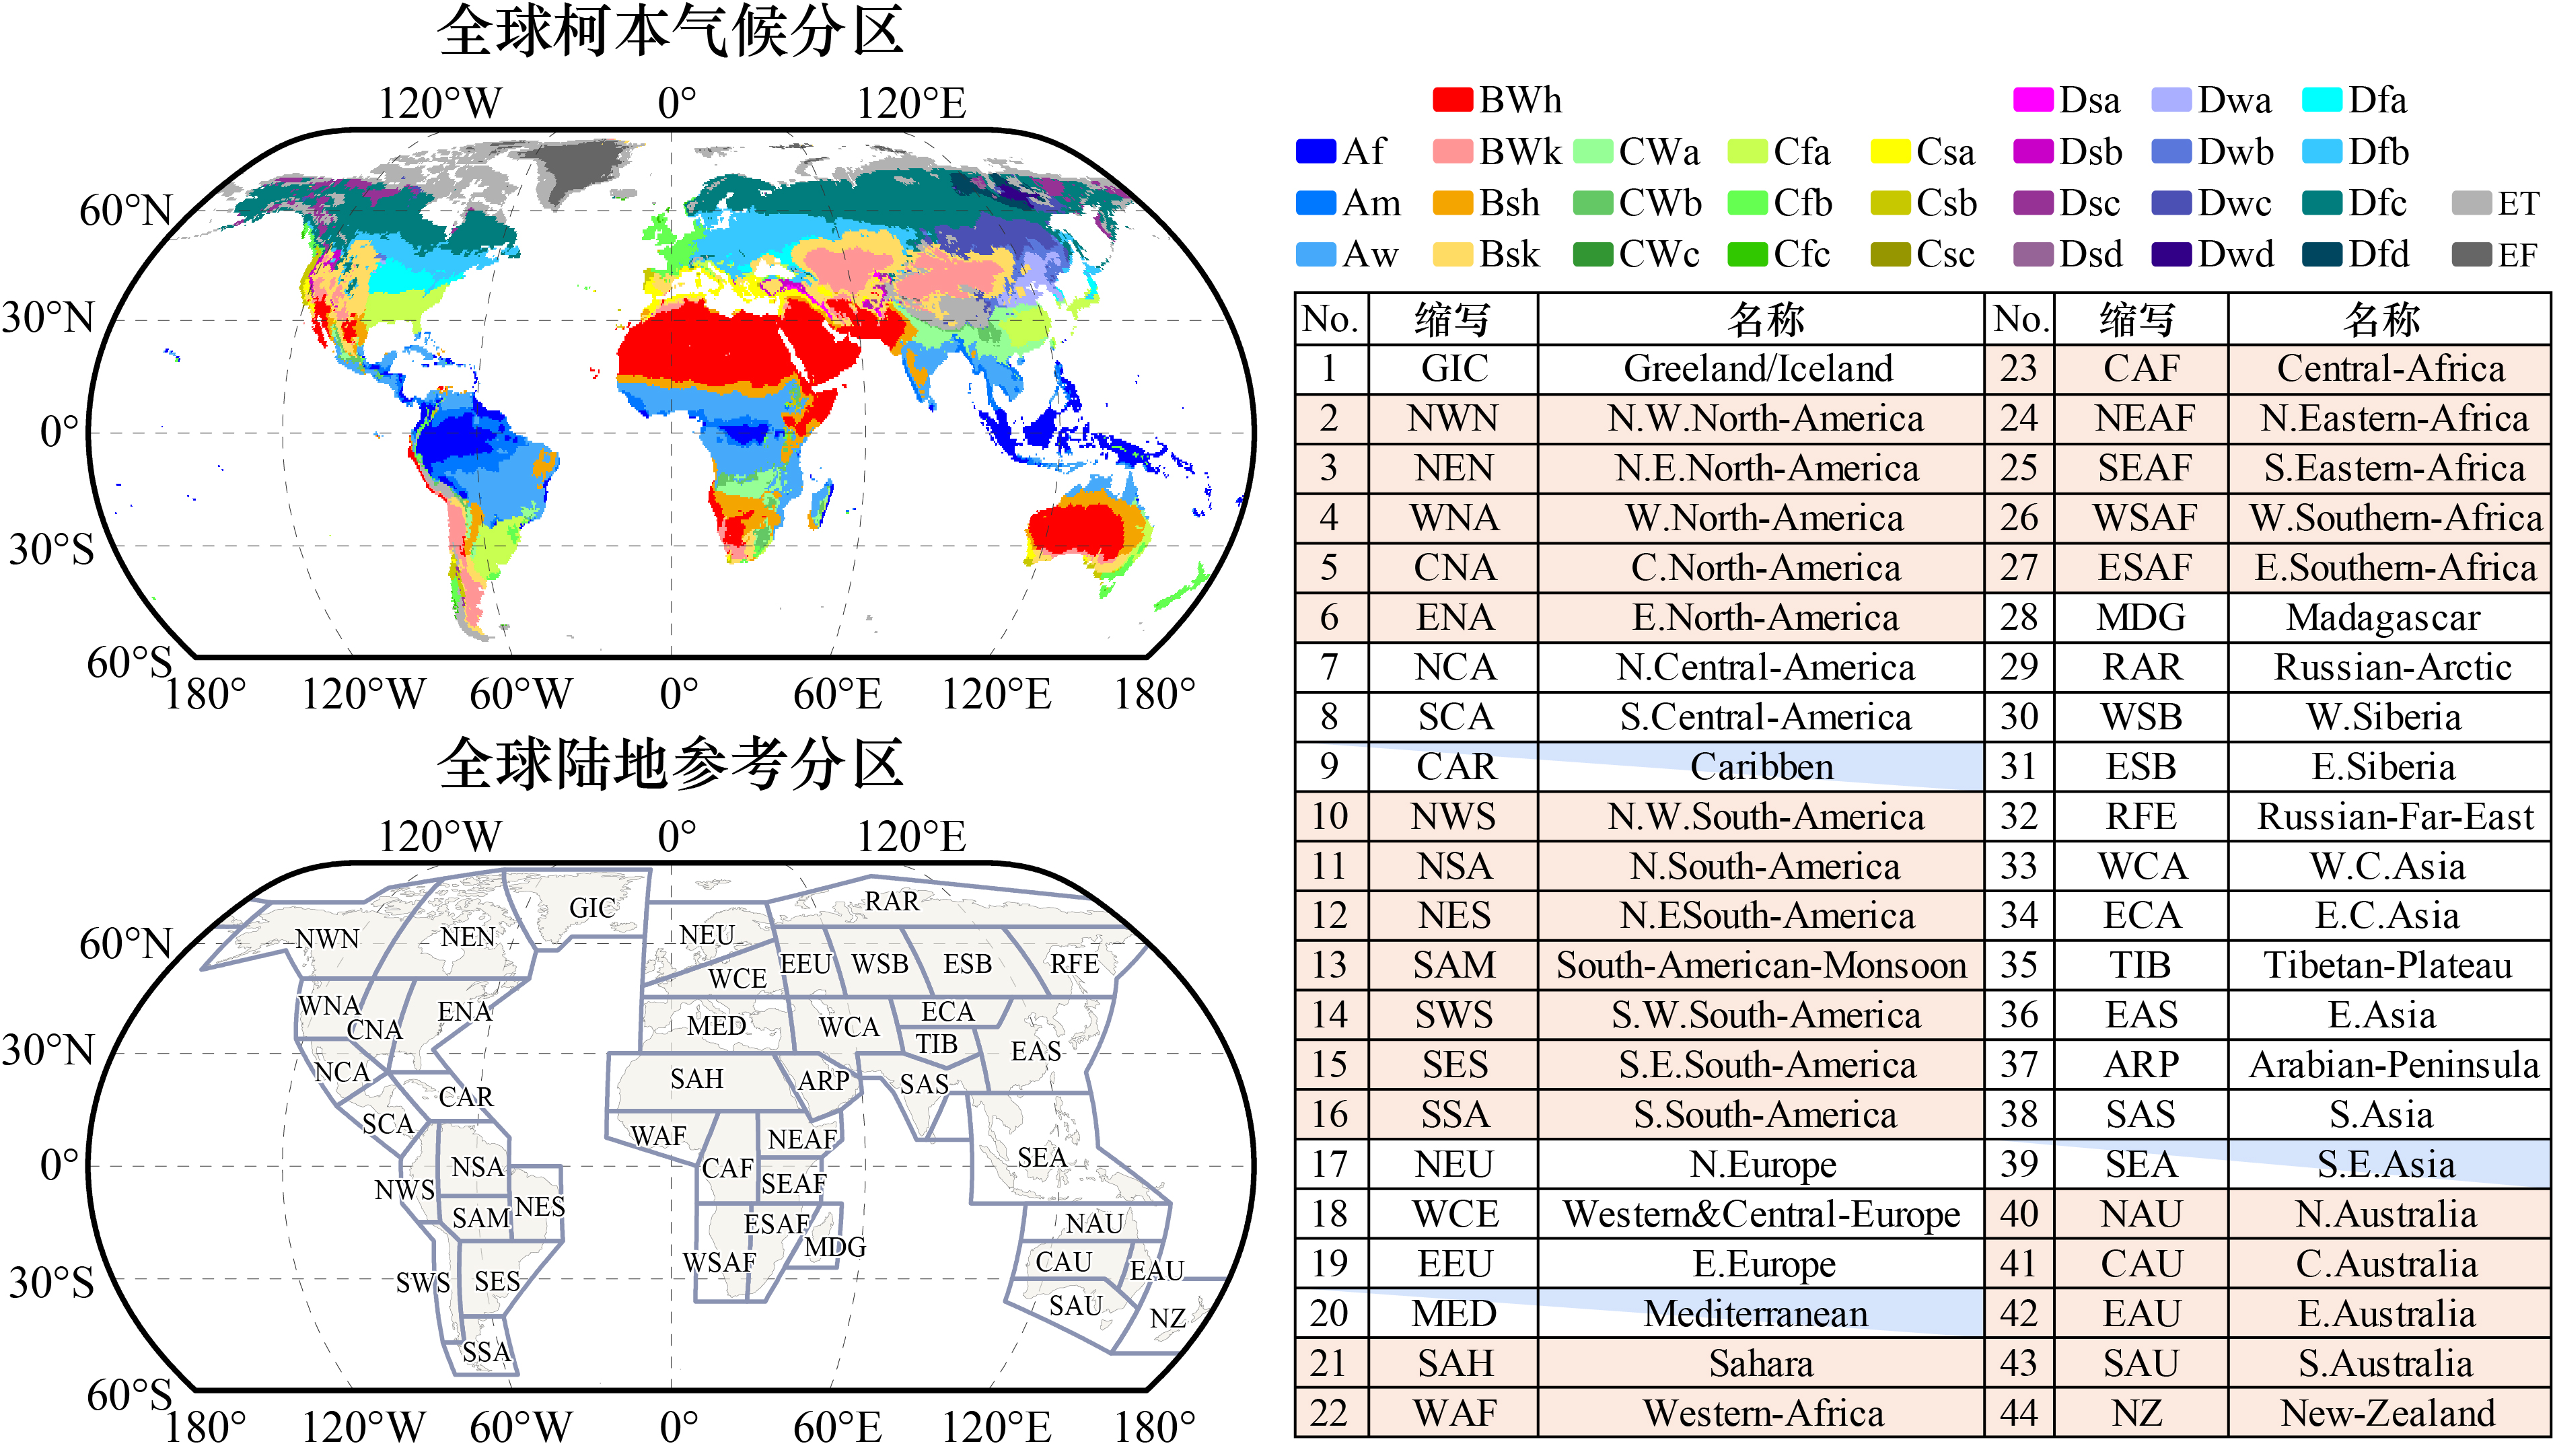 全球柯本气候分区
120°W 0° 120°E
60°N
30°N
0°
30°S
60°S
180° 120°W 60°W 0° 60°E 120°E 180°
BWh Dsa Dwa Dfa
Af BWk CWa Cfa Csa Dsb Dwb Dfb
Am Bsh CWb Cfb Csb Dsc Dwc Dfc ET
Aw Bsk CWc Cfc Csc Dsd Dwd Dfd EF
全球陆地参考分区
120°W 0° 120°E
60°N
30°N
0°
30°S
60°S
180° 120°W 60°W 0° 60°E 120°E 180°
GIC
RAR
NWN
NEN
NEU
WCE
EEU
WSB
ESB
RFE
WNA
CNA
ENA
MED
WCA
ECA
TIB
EAS
NCA
SAH
ARP
SAS
CAR
SCA
WAF
NEAF
SEA
NSA
CAF
NWS
SEAF
NES
SAM
ESAF
NAU
MDG
WSAF
CAU
EAU
SWS
SES
SAU
NZ
SSA
No. 缩写 名称 No. 缩写 名称
1 GIC Greeland/Iceland 23 CAF Central-Africa
2 NWN N.W.North-America 24 NEAF N.Eastern-Africa
3 NEN N.E.North-America 25 SEAF S.Eastern-Africa
4 WNA W.North-America 26 WSAF W.Southern-Africa
5 CNA C.North-America 27 ESAF E.Southern-Africa
6 ENA E.North-America 28 MDG Madagascar
7 NCA N.Central-America 29 RAR Russian-Arctic
8 SCA S.Central-America 30 WSB W.Siberia
9 CAR Caribben 31 ESB E.Siberia
10 NWS N.W.South-America 32 RFE Russian-Far-East
11 NSA N.South-America 33 WCA W.C.Asia
12 NES N.ESouth-America 34 ECA E.C.Asia
13 SAM South-American-Monsoon 35 TIB Tibetan-Plateau
14 SWS S.W.South-America 36 EAS E.Asia
15 SES S.E.South-America 37 ARP Arabian-Peninsula
16 SSA S.South-America 38 SAS S.Asia
17 NEU N.Europe 39 SEA S.E.Asia
18 WCE Western&Central-Europe 40 NAU N.Australia
19 EEU E.Europe 41 CAU C.Australia
20 MED Mediterranean 42 EAU E.Australia
21 SAH Sahara 43 SAU S.Australia
22 WAF Western-Africa 44 NZ New-Zealand